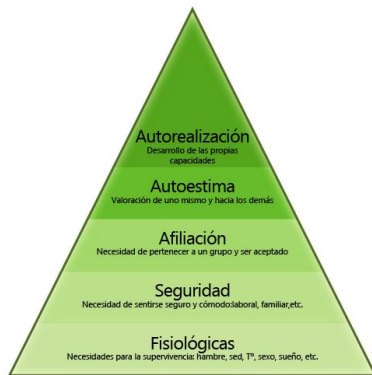 Autorealización
Desarrollo de las propias
capacidades
Autoestima
Valoración de uno mismo y hacia los demás
Afiliación
Necesidad de pertenecer a un grupo y ser aceptado
Seguridad
Necesidad de sentirse seguro y cómodo:laboral, familiar,etc.
Fisiológicas
Necesidades para la supervivencia: hambre, sed, Tº, sexo, sueño, etc.